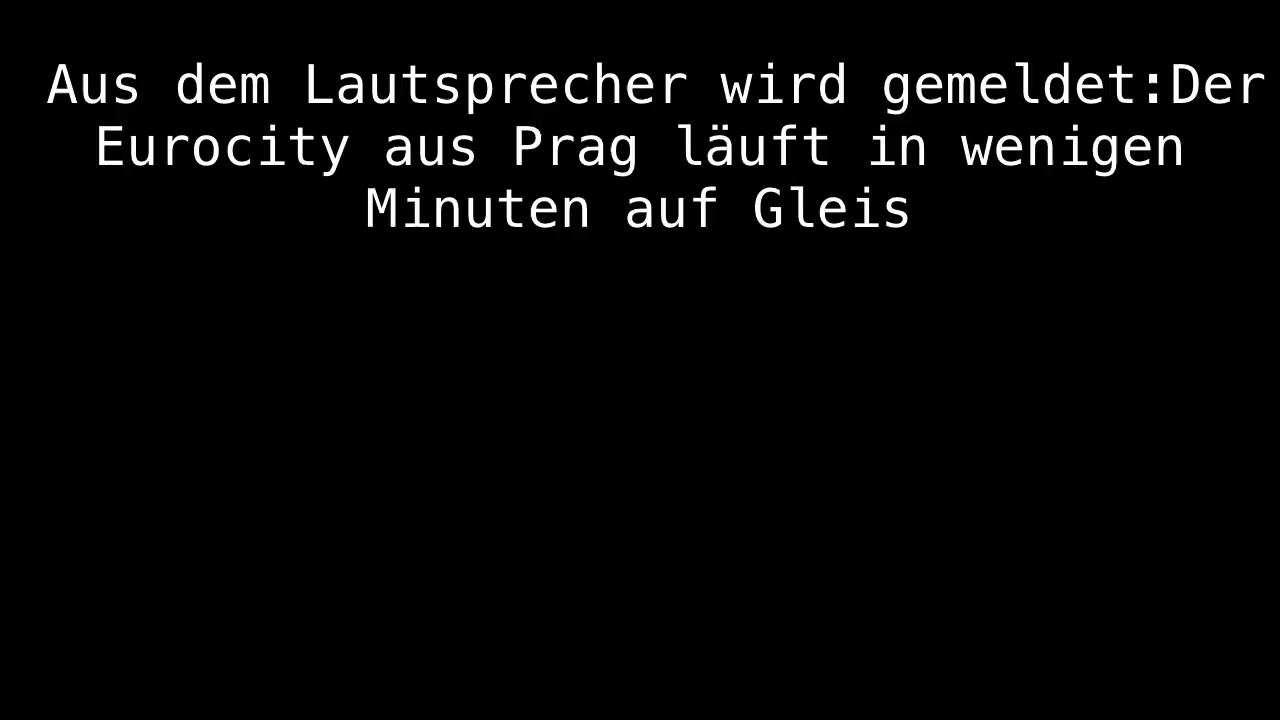 Aus dem Lautsprecher wird gemeldet:Der
Eurocity aus Prag läuft in wenigen
Minuten auf Gleis